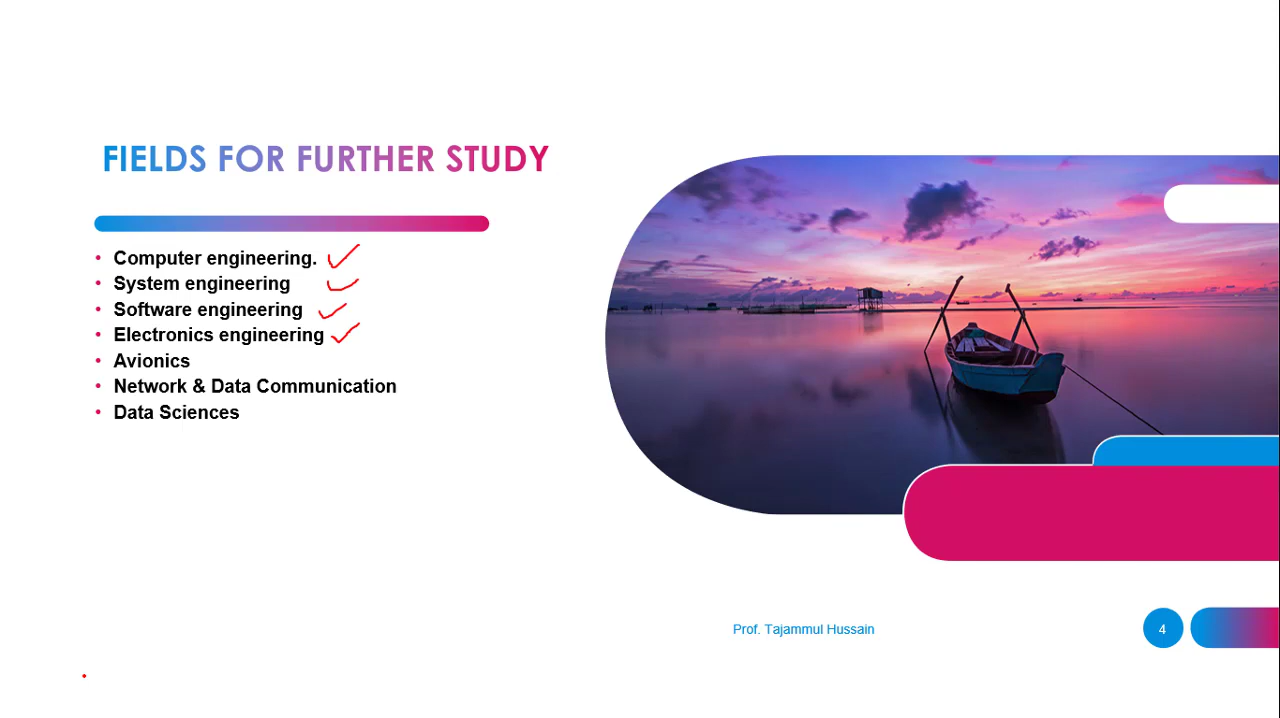 FIELDS FOR FURTHER STUDY
• Computer engineering.
• System engineering
• Software engineering
• Electronics engineering
• Avionics
• Network & Data Communication
• Data Sciences
Prof. Tajammul Hussain
4